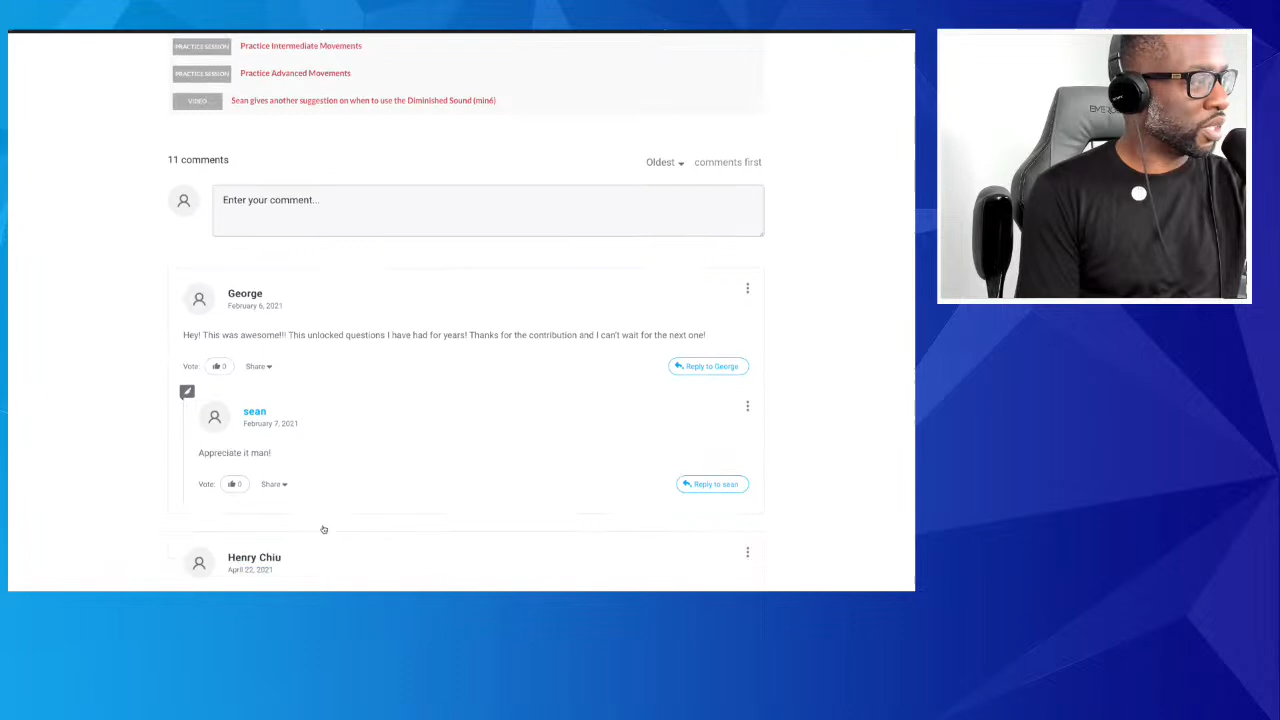 PRACTICE SESSION Practice Intermediate Movements
PRACTICE SESSION Practice Advanced Movements
VIDEO Sean gives another suggestion on when to use the Diminished Sound (min6)
11 comments
Oldest comments first
Enter your comment...
George
February 6, 2021
Hey! This was awesome!!! This unlocked questions I have had for years! Thanks for the contribution and I can't wait for the next one!
Vote: 0 Share Reply to George
sean
February 7, 2021
Appreciate it man!
Vote: 0 Share Reply to sean
Henry Chiu
April 22, 2021